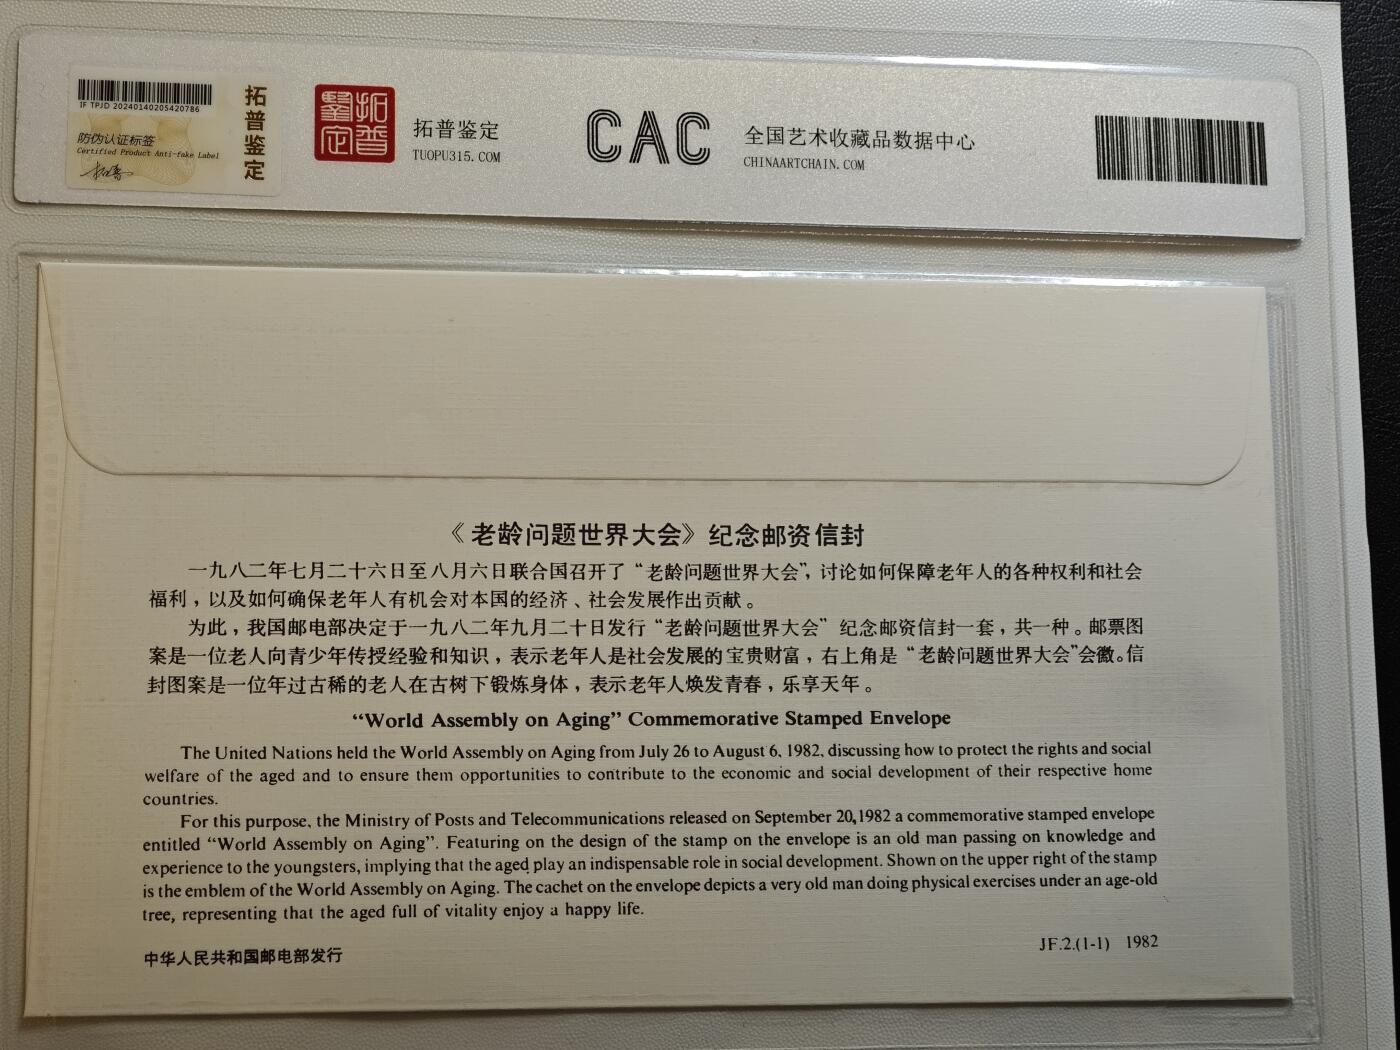 IF TPJD 20240140205420786
防伪认证标签
Certified Product Anti-fake Label
拓普鉴定
拓普鉴定
拓普鉴定
TUOPU315.COM
CAC
全国艺术收藏品数据中心
CHINAARTCHAIN.COM
《老龄问题世界大会》纪念邮资信封
一九八二年七月二十六日至八月六日联合国召开了“老龄问题世界大会”，讨论如何保障老年人的各种权利和社会
福利，以及如何确保老年人有机会对本国的经济、社会发展作出贡献。
为此，我国邮电部决定于一九八二年九月二十日发行“老龄问题世界大会”纪念邮资信封一套，共一种。邮票图
案是一位老人向青少年传授经验和知识，表示老年人是社会发展的宝贵财富，右上角是“老龄问题世界大会”会徽。信
封图案是一位年过古稀的老人在古树下锻炼身体，表示老年人焕发青春，乐享天年。
“World Assembly on Aging” Commemorative Stamped Envelope
The United Nations held the World Assembly on Aging from July 26 to August 6, 1982, discussing how to protect the rights and social
welfare of the aged and to ensure them opportunities to contribute to the economic and social development of their respective home
countries.
For this purpose, the Ministry of Posts and Telecommunications released on September 20,1982 a commemorative stamped envelope
entitled “World Assembly on Aging”. Featuring on the design of the stamp on the envelope is an old man passing on knowledge and
experience to the youngsters, implying that the aged play an indispensable role in social development. Shown on the upper right of the stamp
is the emblem of the World Assembly on Aging. The cachet on the envelope depicts a very old man doing physical exercises under an age-old
tree, representing that the aged full of vitality enjoy a happy life.
中华人民共和国邮电部发行
JF.2.(1-1) 1982